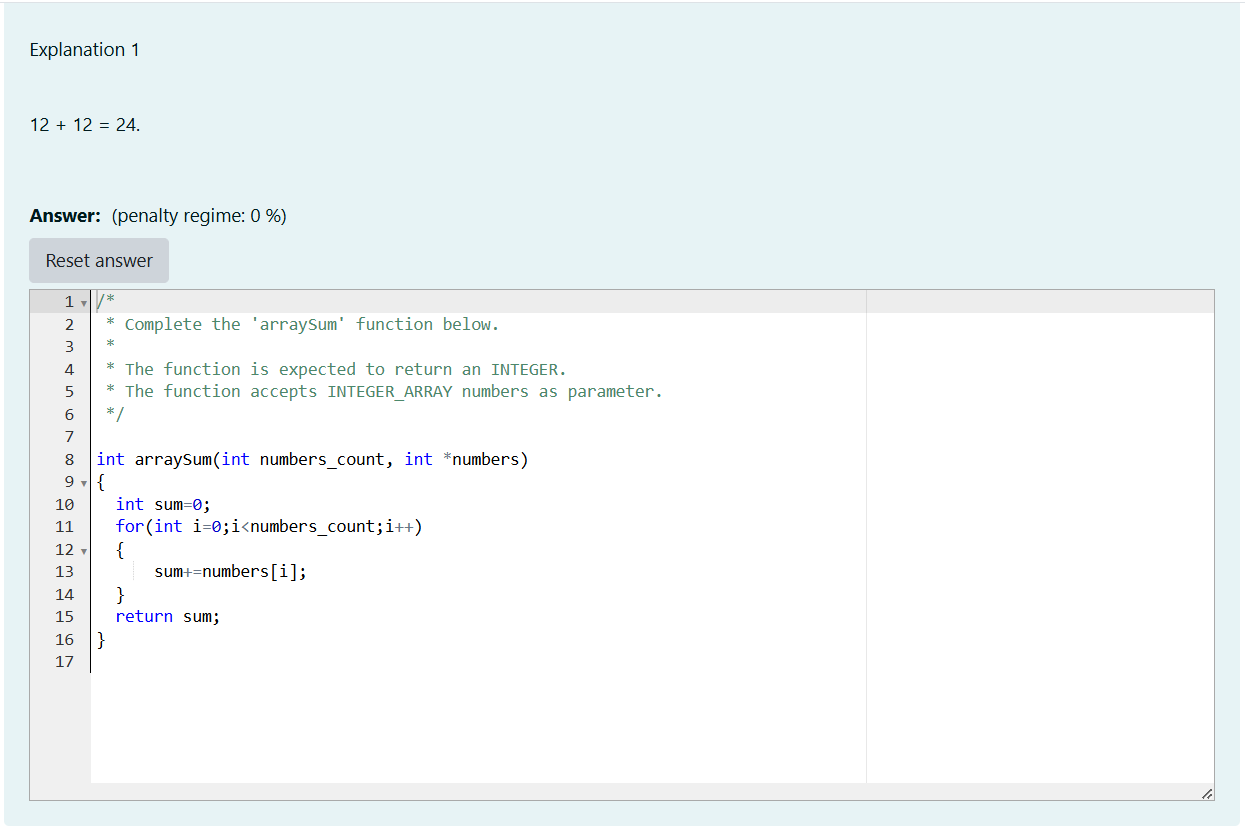 Explanation 1
12 + 12 = 24.
Answer: (penalty regime: 0 %)
Reset answer
1 /*
2  * Complete the 'arraySum' function below.
3  *
4  * The function is expected to return an INTEGER.
5  * The function accepts INTEGER_ARRAY numbers as parameter.
6  */
7
8 int arraySum(int numbers_count, int *numbers)
9 {
10   int sum=0;
11   for(int i=0;i<numbers_count;i++)
12   {
13       sum+=numbers[i];
14   }
15   return sum;
16 }
17